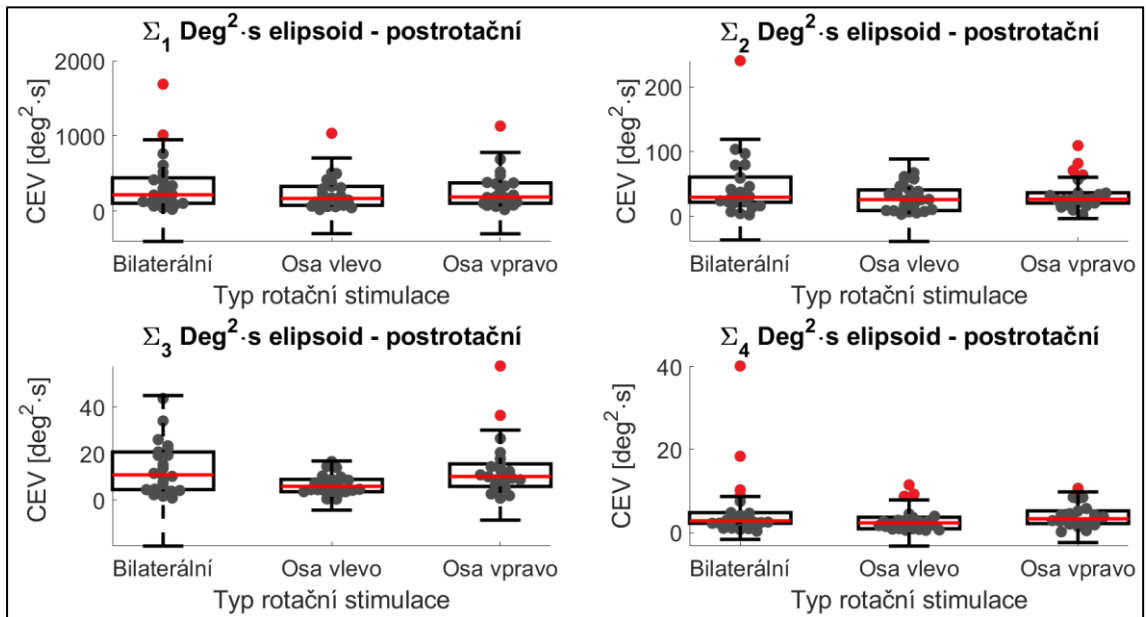 Σ1 Deg²·s elipsoid - postrotační
CEV [deg²·s]
2000
1000
0
Bilaterální Osa vlevo Osa vpravo
Typ rotační stimulace
Σ2 Deg²·s elipsoid - postrotační
CEV [deg²·s]
200
100
0
Bilaterální Osa vlevo Osa vpravo
Typ rotační stimulace
Σ3 Deg²·s elipsoid - postrotační
CEV [deg²·s]
40
20
0
Bilaterální Osa vlevo Osa vpravo
Typ rotační stimulace
Σ4 Deg²·s elipsoid - postrotační
CEV [deg²·s]
40
20
0
Bilaterální Osa vlevo Osa vpravo
Typ rotační stimulace